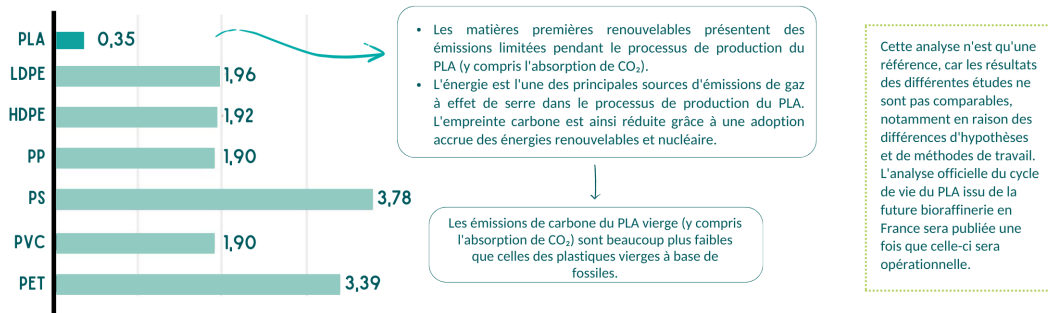 PLA 0,35
LDPE 1,96
HDPE 1,92
PP 1,90
PS 3,78
PVC 1,90
PET 3,39
• Les matières premières renouvelables présentent des
émissions limitées pendant le processus de production du
PLA (y compris l'absorption de CO₂).
• L'énergie est l'une des principales sources d'émissions de gaz
à effet de serre dans le processus de production du PLA.
L'empreinte carbone est ainsi réduite grâce à une adoption
accrue des énergies renouvelables et nucléaire.
Les émissions de carbone du PLA vierge (y compris
l'absorption de CO₂) sont beaucoup plus faibles
que celles des plastiques vierges à base de
fossiles.
Cette analyse n'est qu'une
référence, car les résultats
des différentes études ne
sont pas comparables,
notamment en raison des
différences d'hypothèses
et de méthodes de travail.
L'analyse officielle du cycle
de vie du PLA issu de la
future bioraffinerie en
France sera publiée une
fois que celle-ci sera
opérationnelle.